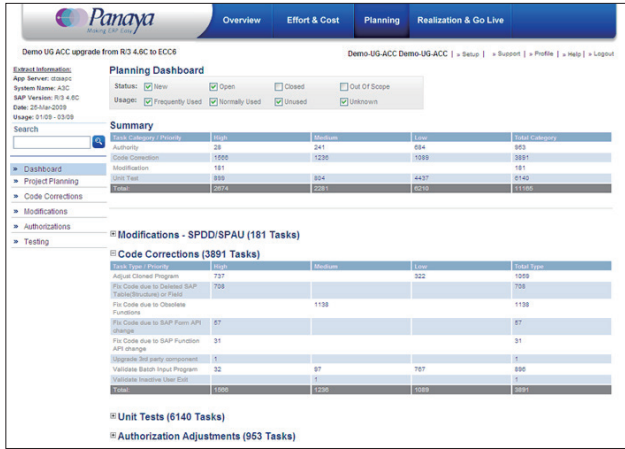 Panaya
Making ERP Easy
Overview Effort & Cost Planning Realization & Go Live
Demo UG ACC upgrade from R/3 4.6C to ECC6
Demo-UG-ACC Demo-UG-ACC | » Setup | » Support | » Profile | » Help | » Logout
Extract Information:
App Server:
System Name: A3C
SAP Version: R/3 4.6C
Date: 25-Mar-2009
Usage: 01/09 - 03/09
Search
» Dashboard
» Project Planning
» Code Corrections
» Modifications
» Authorizations
» Testing
Planning Dashboard
Status: New Open Closed Out Of Scope
Usage: Frequently Used Normally Used Unused Unknown
Summary
Task Category / Priority High Medium Low Total Category
Authority 28 241 684 953
Code Correction 1566 1236 1089 3891
Modification 181 181
Unit Test 899 804 4437 6140
Total: 2674 2281 6210 11165
Modifications - SPDD/SPAU (181 Tasks)
Code Corrections (3891 Tasks)
Task Type / Priority High Medium Low Total Type
Adjust Cloned Program 737 322 1059
Fix Code due to Deleted SAP
Table(Structure) or Field 708 708
Fix Code due to Obsolete
Functions 1138 1138
Fix Code due to SAP Form API
change 57 57
Fix Code due to SAP Function
API change 31 31
Upgrade 3rd party component 1 1
Validate Batch Input Program 32 97 767 896
Validate Inactive User Exit 1 1
Total: 1566 1236 1089 3891
Unit Tests (6140 Tasks)
Authorization Adjustments (953 Tasks)